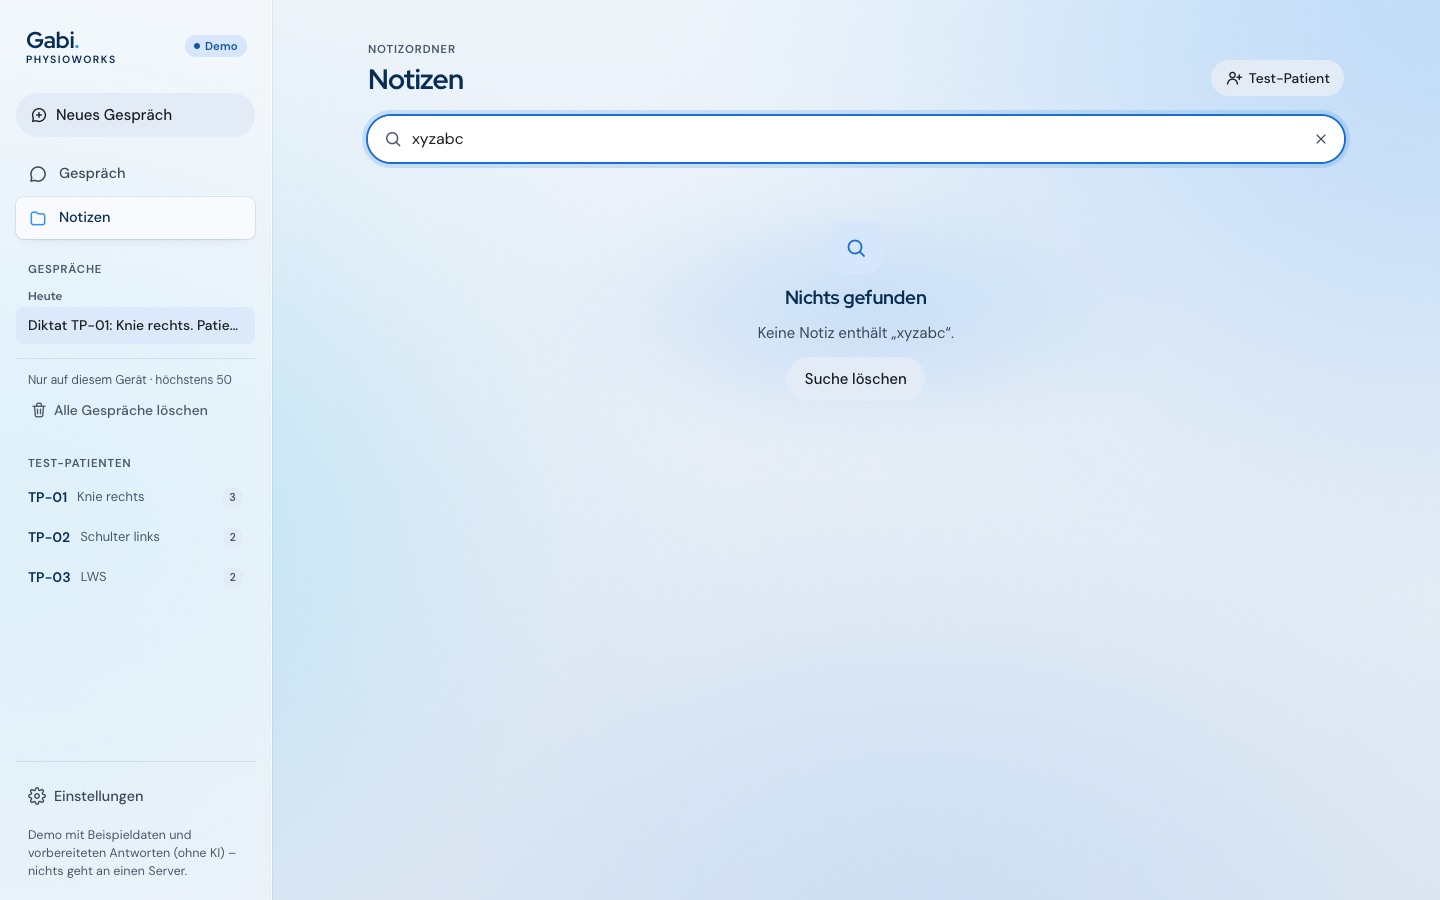 Gabi.
PHYSIOWORKS
Demo
Neues Gespräch
Gespräch
Notizen
GESPRÄCHE
Heute
Diktat TP-01: Knie rechts. Patie...
Nur auf diesem Gerät · höchstens 50
Alle Gespräche löschen
TEST-PATIENTEN
TP-01 Knie rechts 3
TP-02 Schulter links 2
TP-03 LWS 2
Einstellungen
Demo mit Beispieldaten und
vorbereiteten Antworten (ohne KI) –
nichts geht an einen Server.
NOTIZORDNER
Notizen
Test-Patient
xyzabc
Nichts gefunden
Keine Notiz enthält „xyzabc“.
Suche löschen